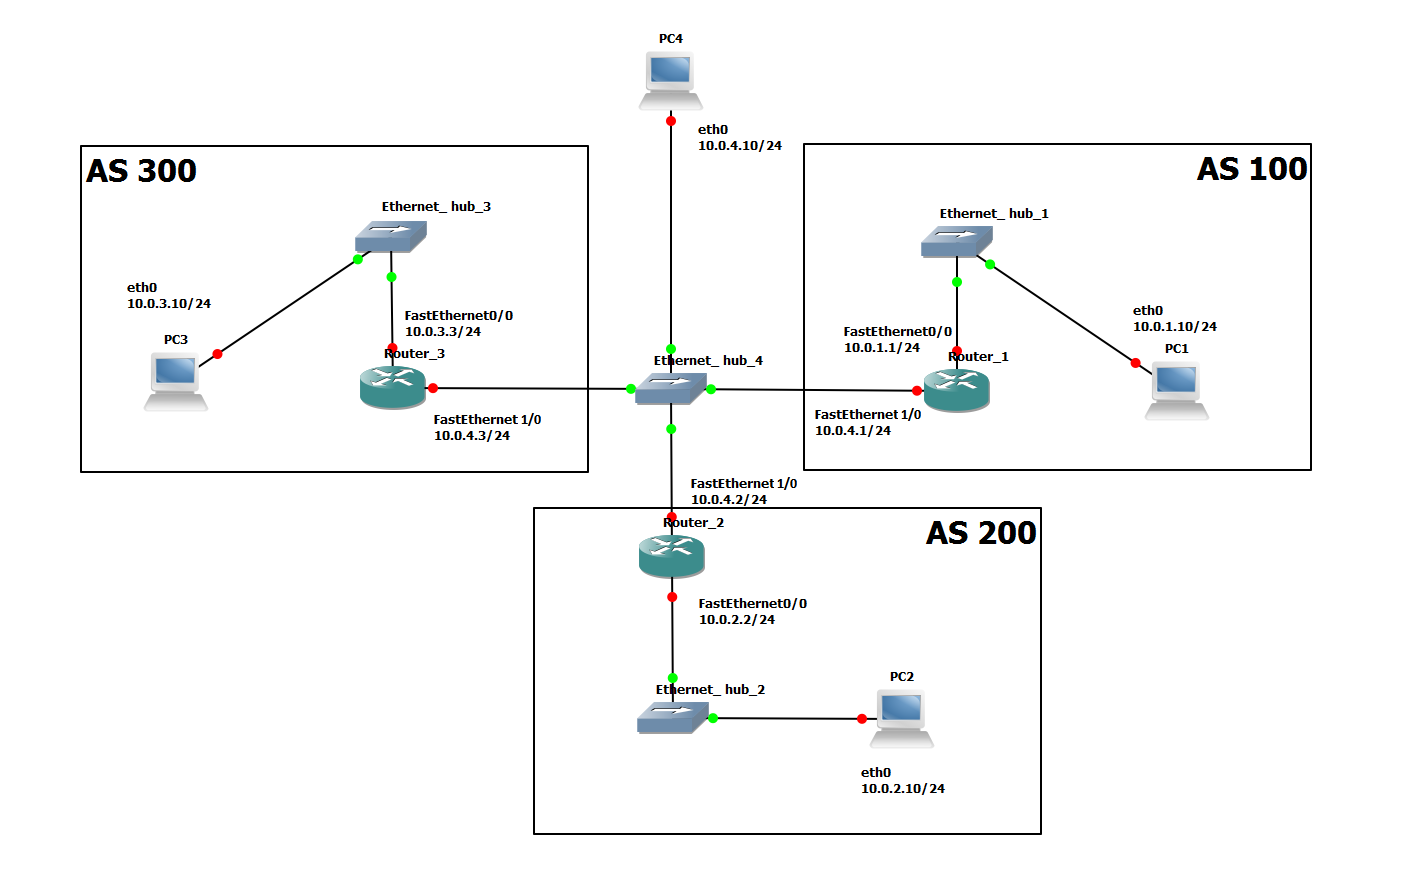 PC4
eth0
10.0.4.10/24
AS 300
Ethernet_ hub_3
eth0
10.0.3.10/24
PC3
FastEthernet0/0
10.0.3.3/24
Router_3
FastEthernet 1/0
10.0.4.3/24
Ethernet_ hub_4
AS 100
Ethernet_ hub_1
eth0
10.0.1.10/24
PC1
FastEthernet0/0
10.0.1.1/24
Router_1
FastEthernet 1/0
10.0.4.1/24
FastEthernet 1/0
10.0.4.2/24
Router_2
AS 200
FastEthernet0/0
10.0.2.2/24
Ethernet_ hub_2
PC2
eth0
10.0.2.10/24